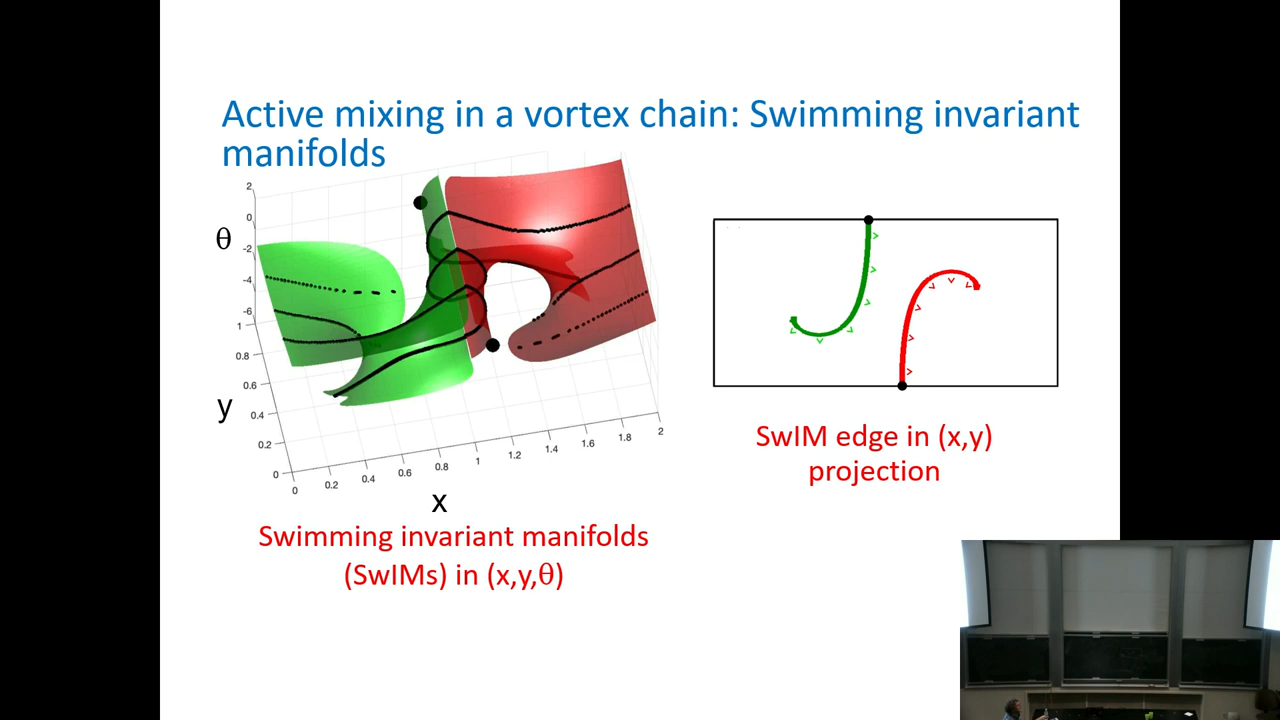 Active mixing in a vortex chain: Swimming invariant
manifolds
θ
2
0
-2
-4
-6
1
0.8
0.6
0.4
0.2
0
y
0
0.2
0.4
0.6
0.8
1
1.2
1.4
1.6
1.8
2
x
Swimming invariant manifolds
(SwIMs) in (x,y,θ)
SwIM edge in (x,y)
projection